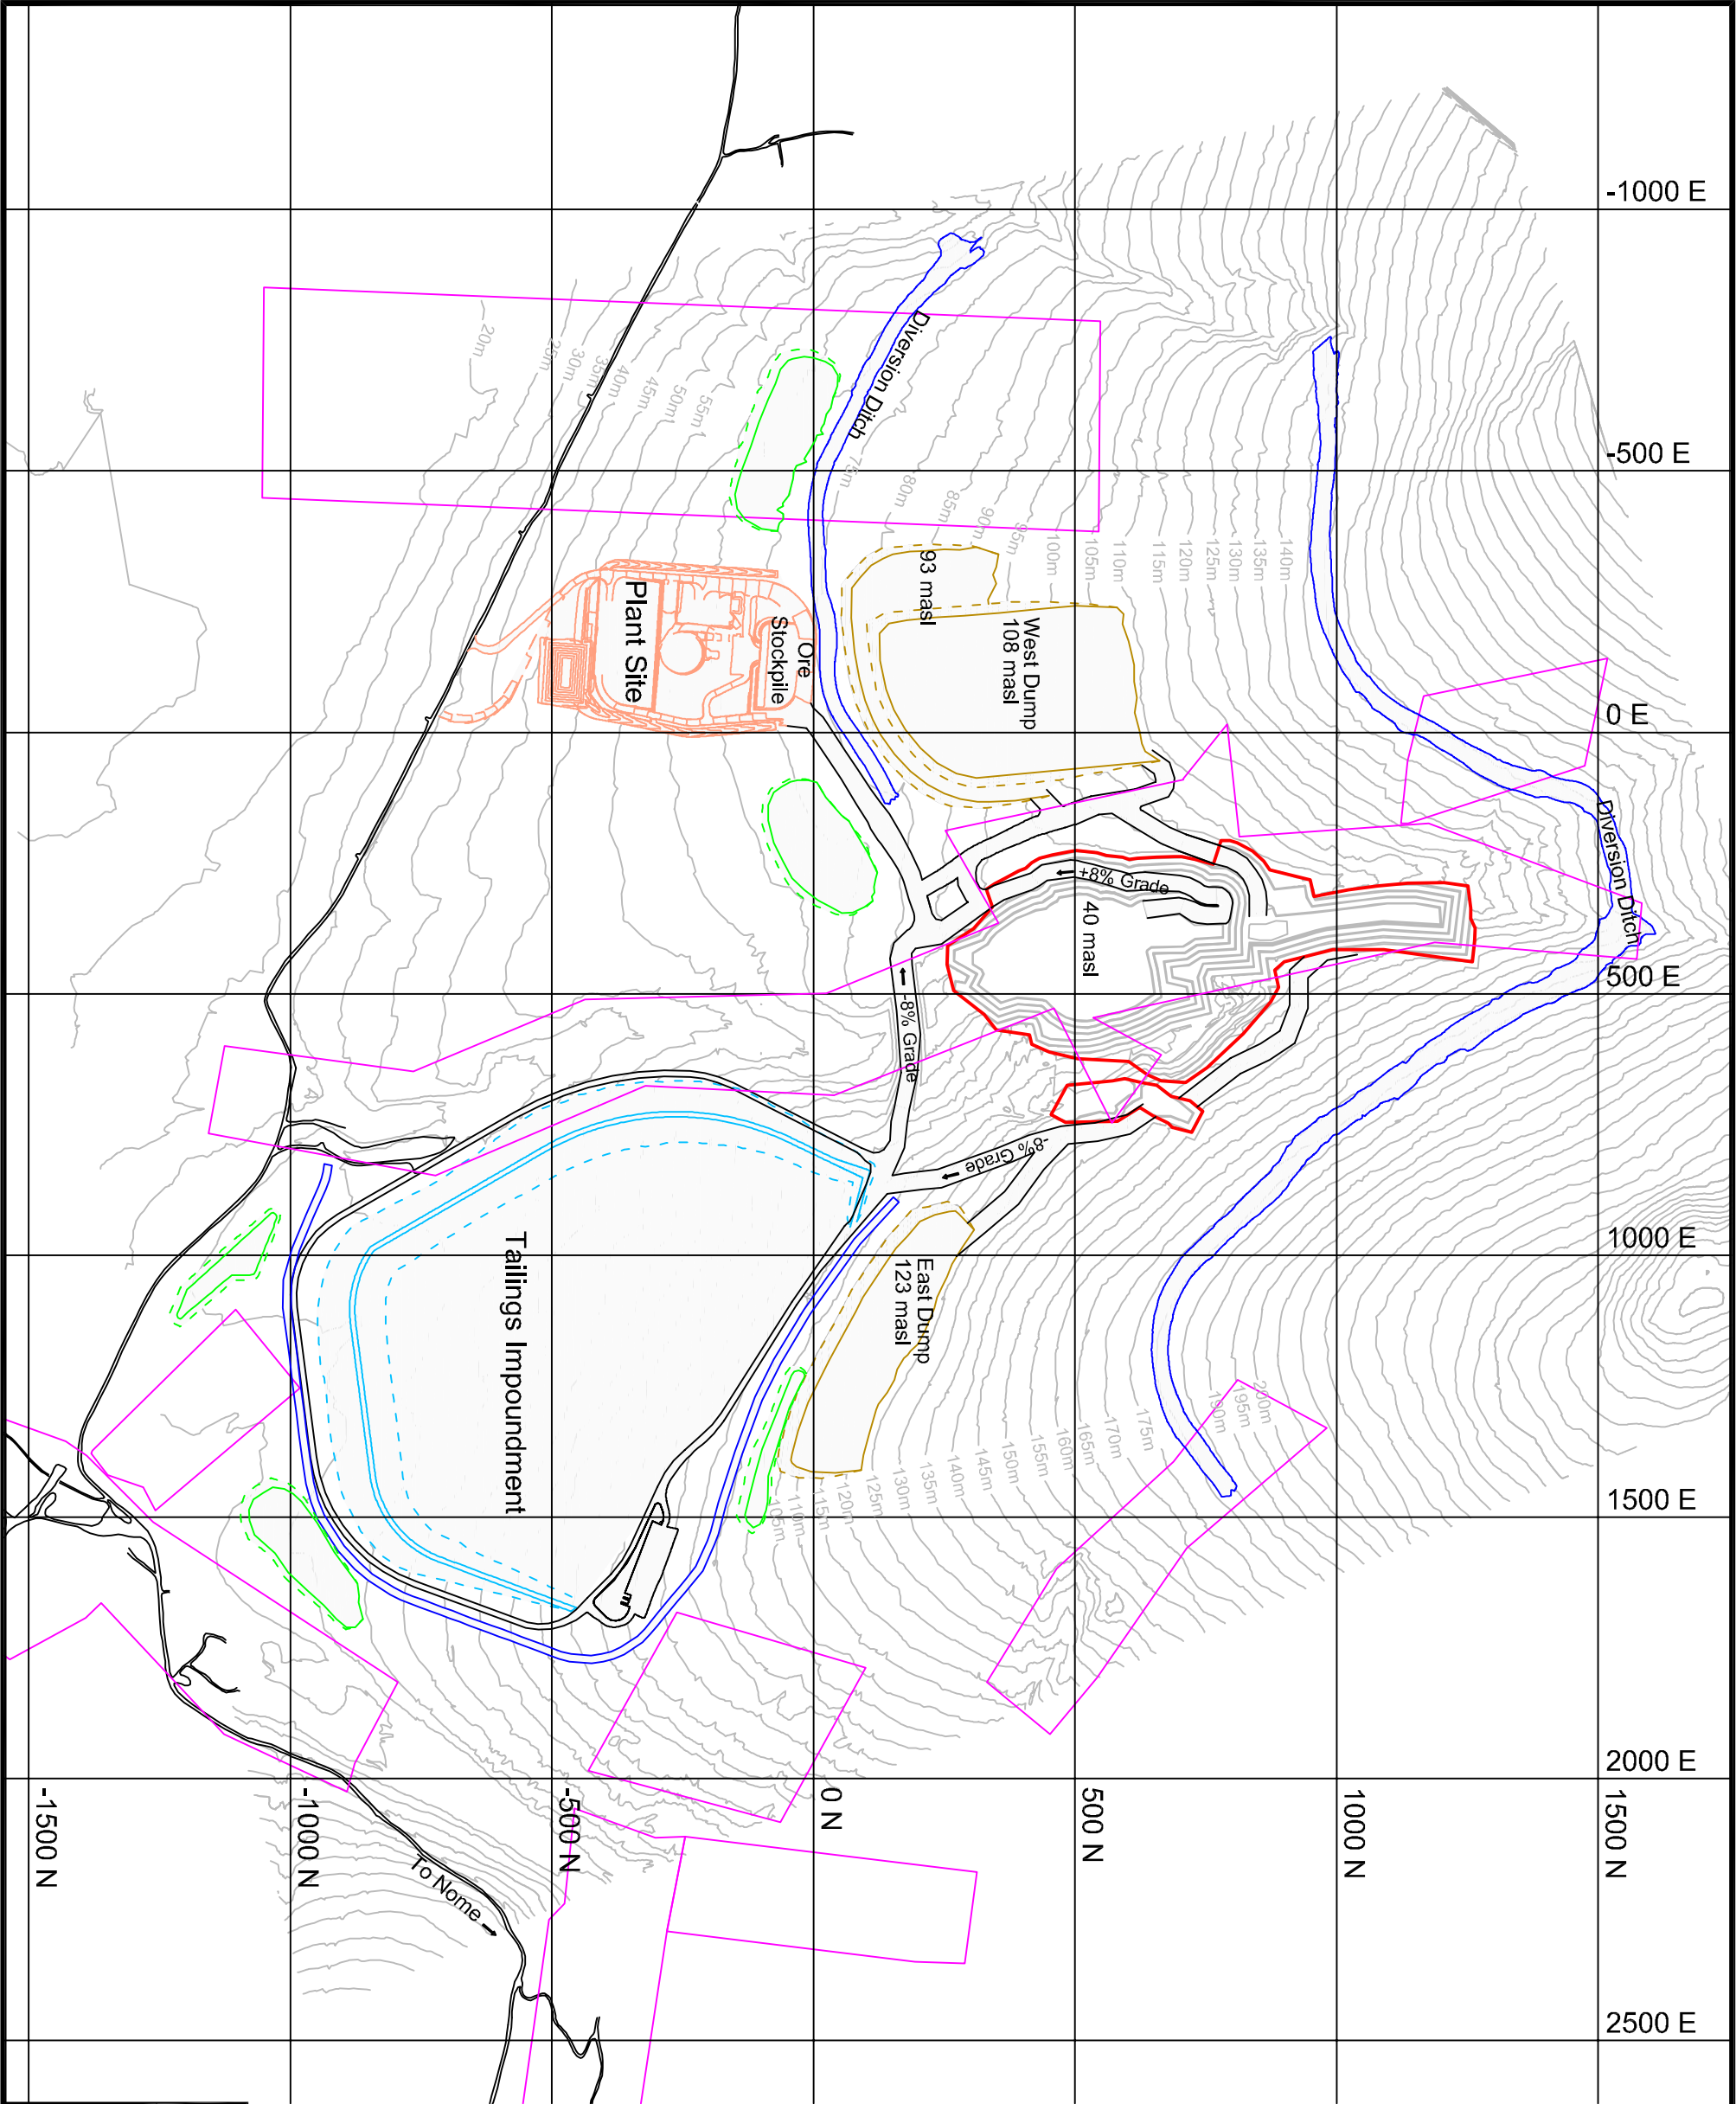 -1000 E
-500 E
0 E
500 E
1000 E
1500 E
2000 E
2500 E
-1500 N
-1000 N
-500 N
0 N
500 N
1000 N
1500 N
Diversion Ditch
20m
25m
30m
35m
40m
45m
50m
55m
75m
80m
85m
90m
95m
100m
105m
110m
115m
120m
125m
130m
135m
140m
93 masl
West Dump
108 masl
Plant Site
Ore
Stockpile
Diversion Ditch
+8% Grade
40 masl
-8% Grade
-8% Grade
East Dump
123 masl
Tailings Impoundment
105m
110m
115m
120m
125m
130m
135m
140m
145m
150m
155m
160m
165m
170m
175m
190m
195m
200m
To Nome